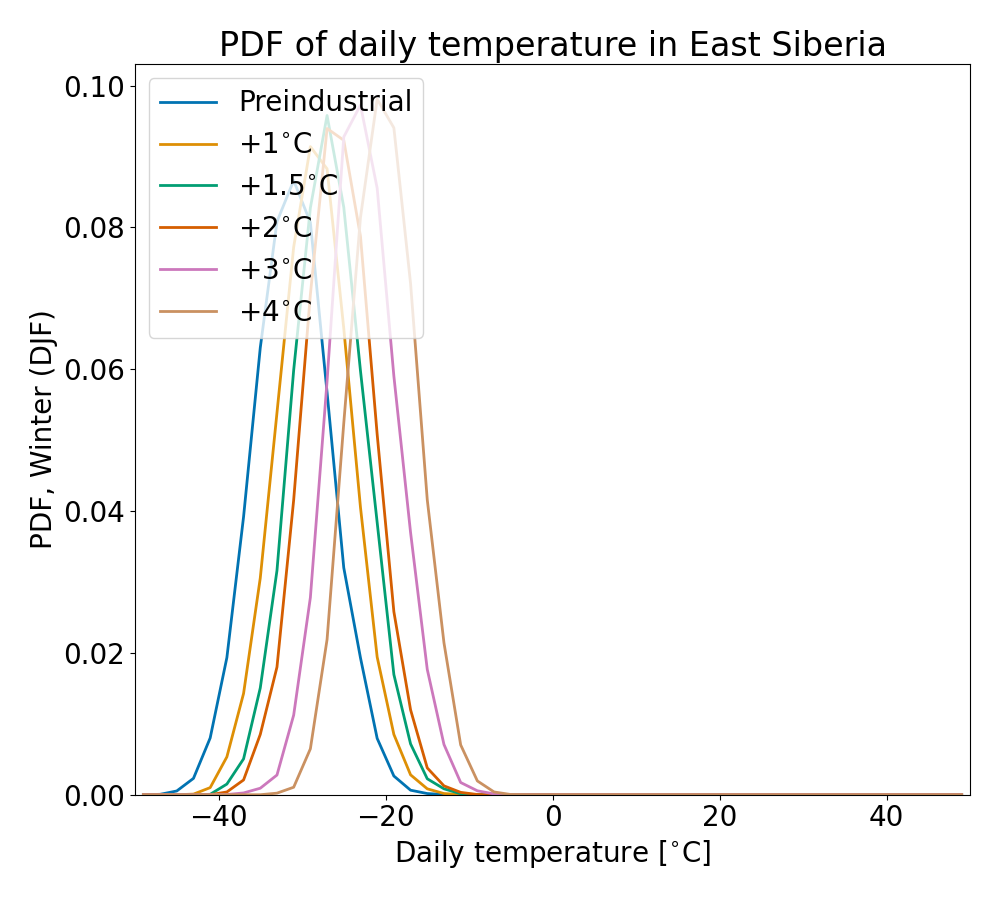 PDF of daily temperature in East Siberia
PDF, Winter (DJF)
0.10
0.08
0.06
0.04
0.02
0.00
Preindustrial
+1°C
+1.5°C
+2°C
+3°C
+4°C
−40
−20
0
20
40
Daily temperature [°C]